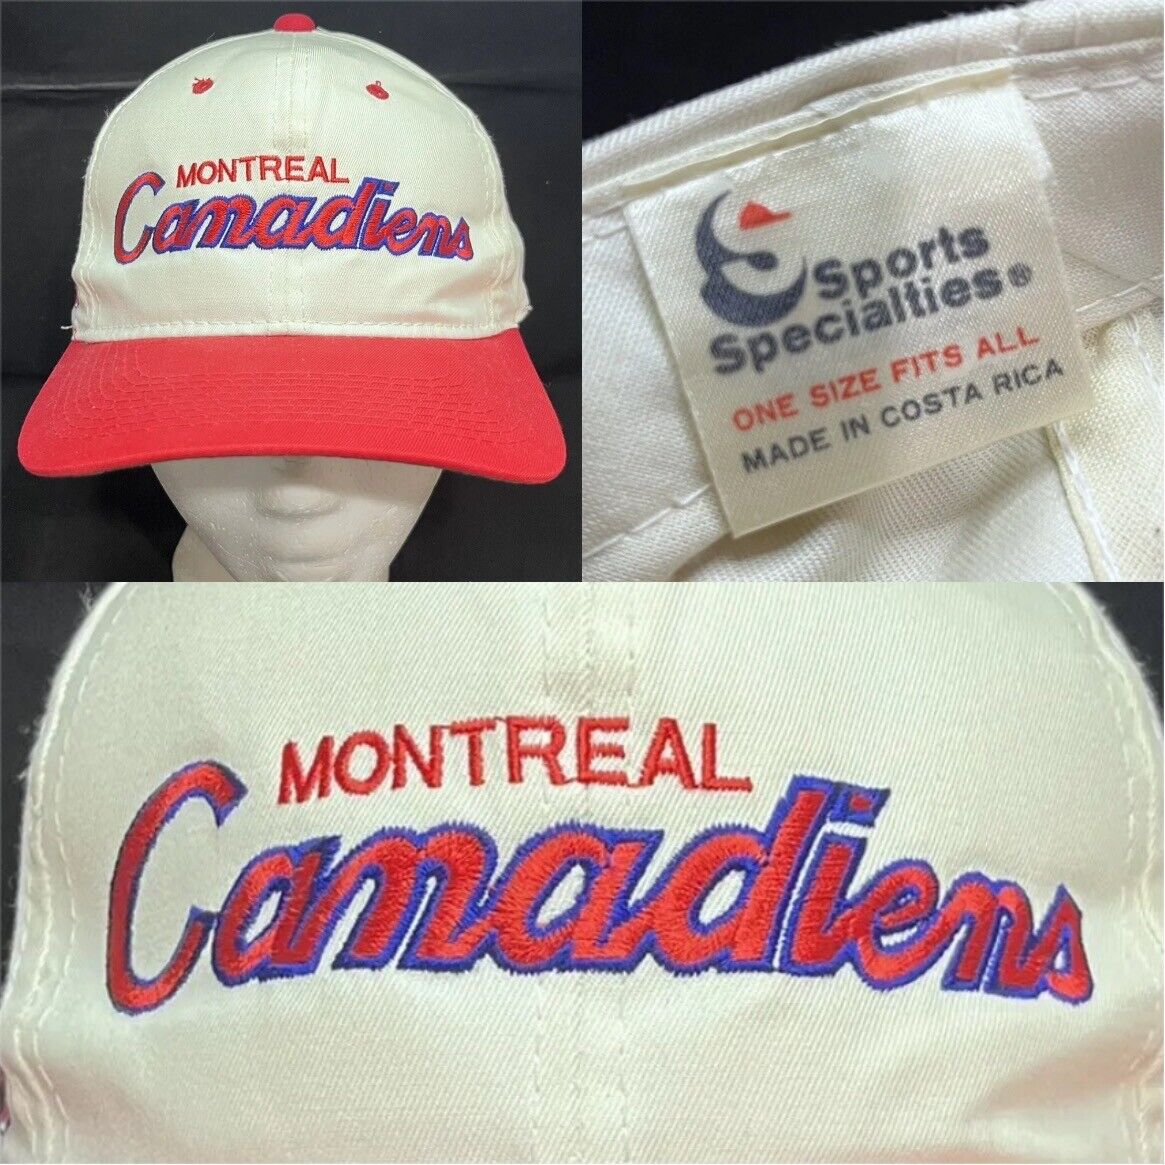 MONTREAL
Canadiens
Sports
Specialties®
ONE SIZE FITS ALL
MADE IN COSTA RICA
MONTREAL
Canadiens